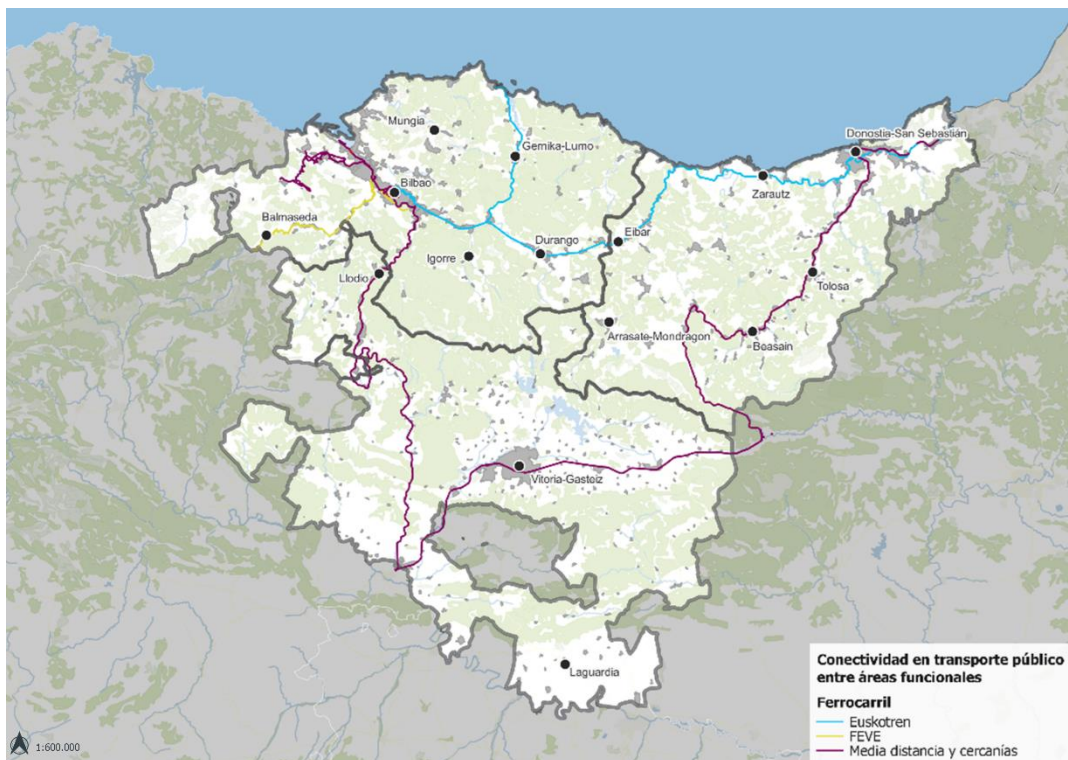 Mungia
Gernika-Lumo
Donostia-San Sebastián
Bilbao
Zarautz
Balmaseda
Eibar
Durango
Igorre
Llodio
Tolosa
Arrasate-Mondragon
Beasain
Vitoria-Gasteiz
Laguardia
Conectividad en transporte público
entre áreas funcionales
Ferrocarril
Euskotren
FEVE
Media distancia y cercanías
1:600.000